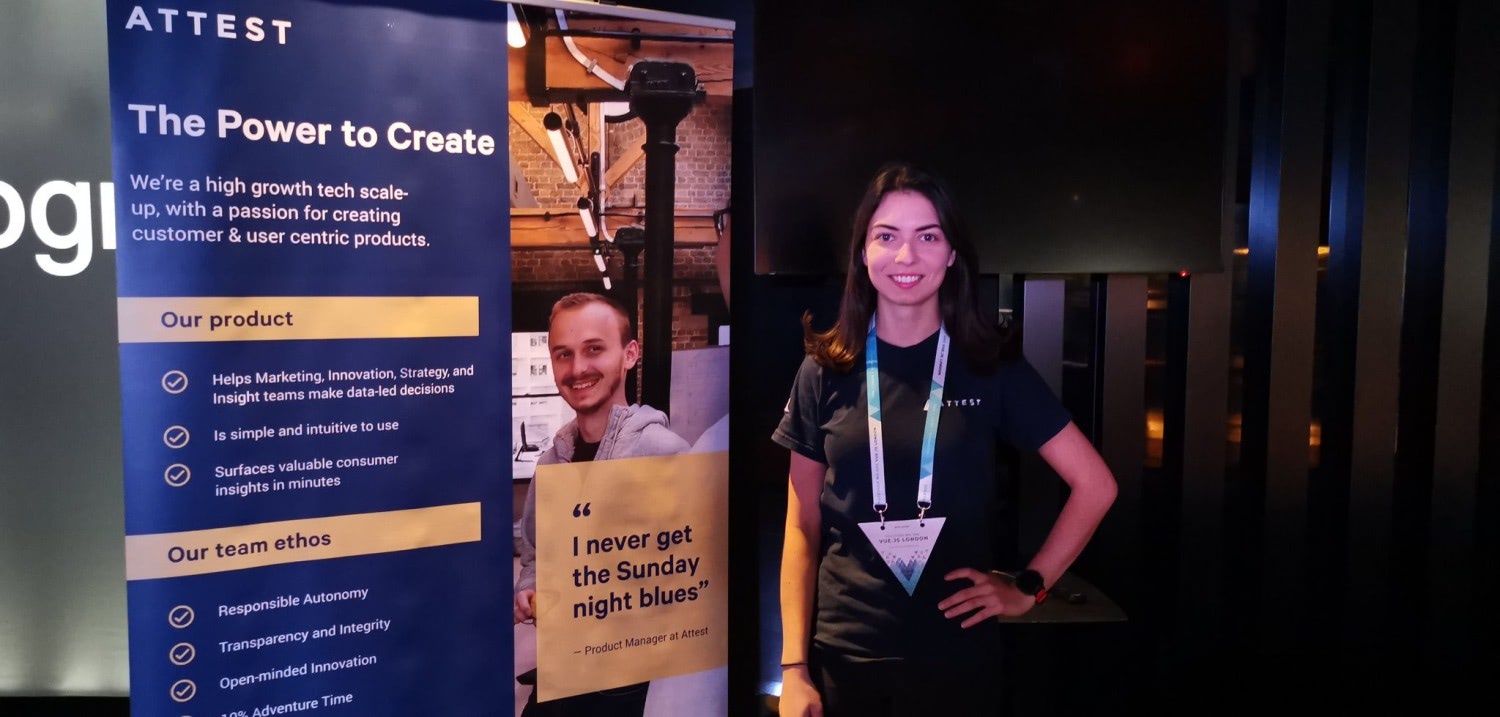 ATTEST
The Power to Create
We're a high growth tech scale-
up, with a passion for creating
customer & user centric products.
Our product
Helps Marketing, Innovation, Strategy, and
Insight teams make data-led decisions
Is simple and intuitive to use
Surfaces valuable consumer
insights in minutes
Our team ethos
Responsible Autonomy
Transparency and Integrity
Open-minded Innovation
10% Adventure Time
“
I never get
the Sunday
night blues”
– Product Manager at Attest
ogr
ATTEST
VUE.JS LONDON